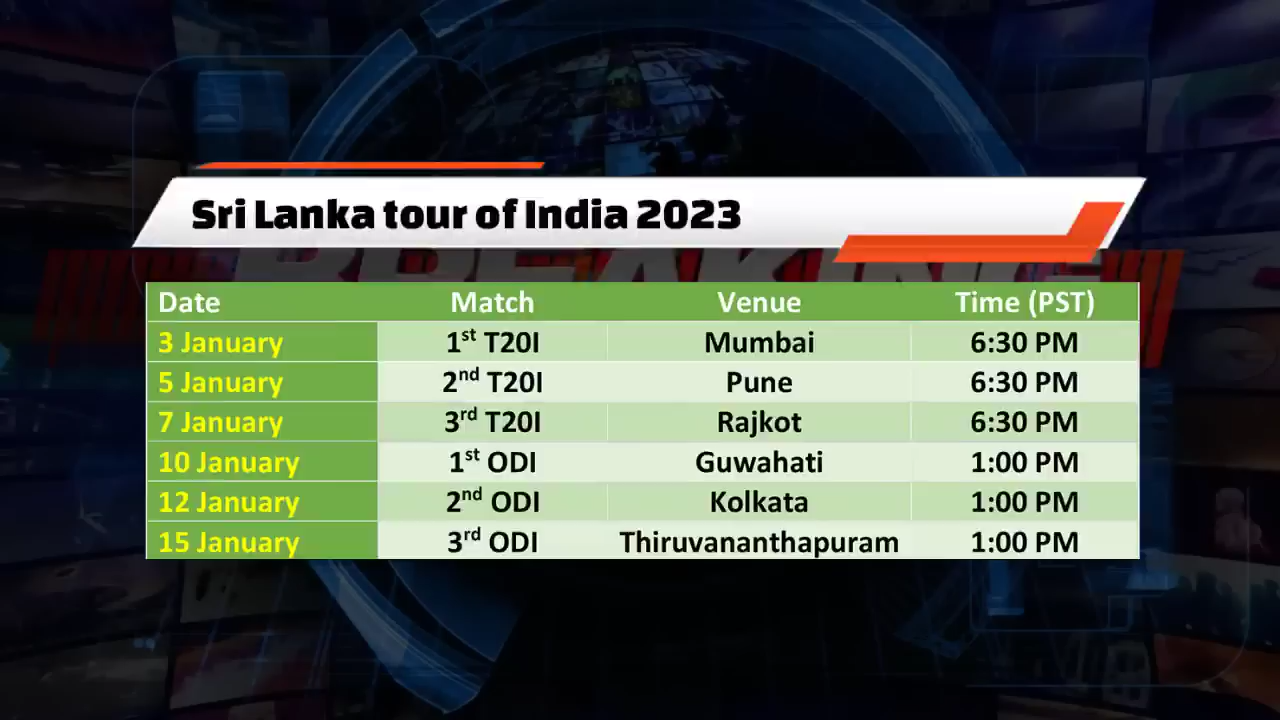 Sri Lanka tour of India 2023
BREAKING
Date Match Venue Time (PST)
3 January 1st T20I Mumbai 6:30 PM
5 January 2nd T20I Pune 6:30 PM
7 January 3rd T20I Rajkot 6:30 PM
10 January 1st ODI Guwahati 1:00 PM
12 January 2nd ODI Kolkata 1:00 PM
15 January 3rd ODI Thiruvananthapuram 1:00 PM